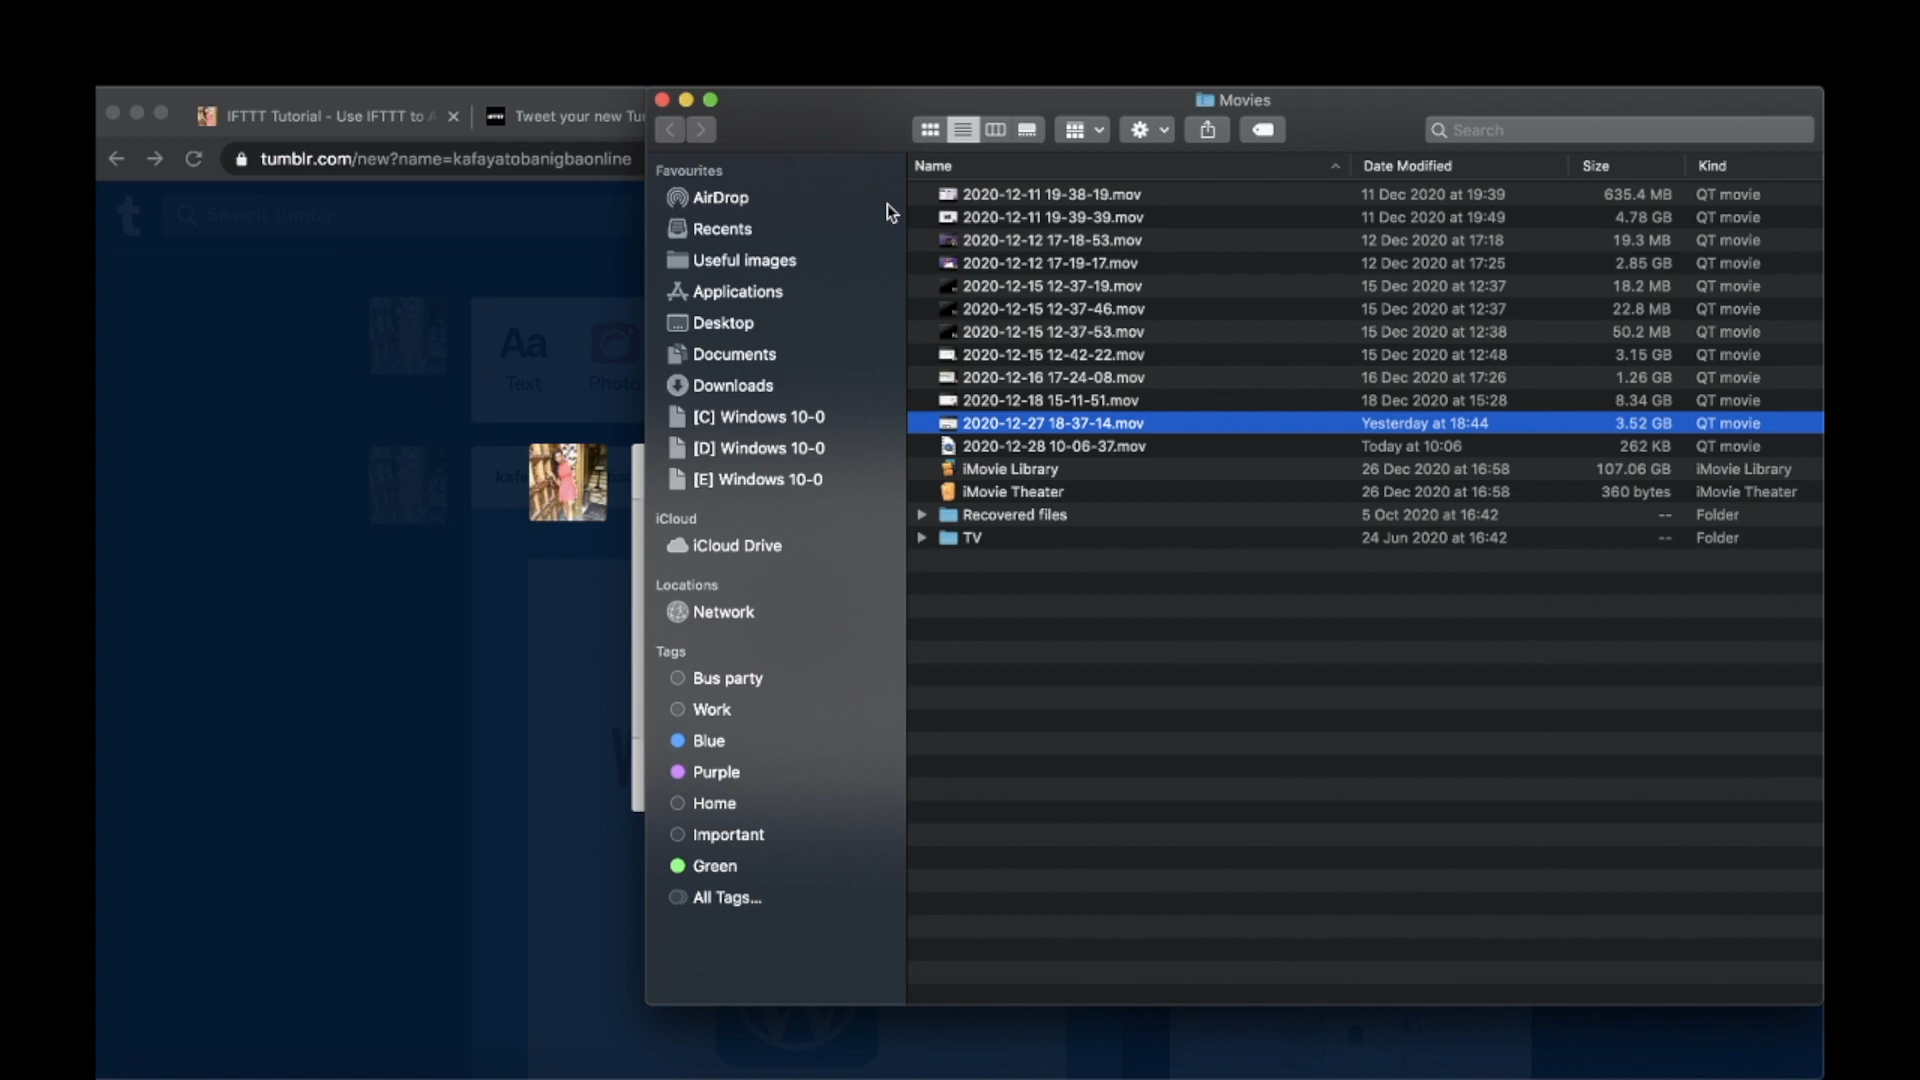 IFTTT Tutorial - Use IFTTT to A
Tweet your new Tu
tumblr.com/new?name=kafayatobanigbaonline
t
Search Tumblr
Aa
Text
Photo
kafa
Movies
Search
Favourites
AirDrop
Recents
Useful images
Applications
Desktop
Documents
Downloads
[C] Windows 10-0
[D] Windows 10-0
[E] Windows 10-0
iCloud
iCloud Drive
Locations
Network
Tags
Bus party
Work
Blue
Purple
Home
Important
Green
All Tags...
Name Date Modified Size Kind
2020-12-11 19-38-19.mov 11 Dec 2020 at 19:39 635.4 MB QT movie
2020-12-11 19-39-39.mov 11 Dec 2020 at 19:49 4.78 GB QT movie
2020-12-12 17-18-53.mov 12 Dec 2020 at 17:18 19.3 MB QT movie
2020-12-12 17-19-17.mov 12 Dec 2020 at 17:25 2.85 GB QT movie
2020-12-15 12-37-19.mov 15 Dec 2020 at 12:37 18.2 MB QT movie
2020-12-15 12-37-46.mov 15 Dec 2020 at 12:37 22.8 MB QT movie
2020-12-15 12-37-53.mov 15 Dec 2020 at 12:38 50.2 MB QT movie
2020-12-15 12-42-22.mov 15 Dec 2020 at 12:48 3.15 GB QT movie
2020-12-16 17-24-08.mov 16 Dec 2020 at 17:26 1.26 GB QT movie
2020-12-18 15-11-51.mov 18 Dec 2020 at 15:28 8.34 GB QT movie
2020-12-27 18-37-14.mov Yesterday at 18:44 3.52 GB QT movie
2020-12-28 10-06-37.mov Today at 10:06 262 KB QT movie
iMovie Library 26 Dec 2020 at 16:58 107.06 GB iMovie Library
iMovie Theater 26 Dec 2020 at 16:58 360 bytes iMovie Theater
Recovered files 5 Oct 2020 at 16:42 -- Folder
TV 24 Jun 2020 at 16:42 -- Folder